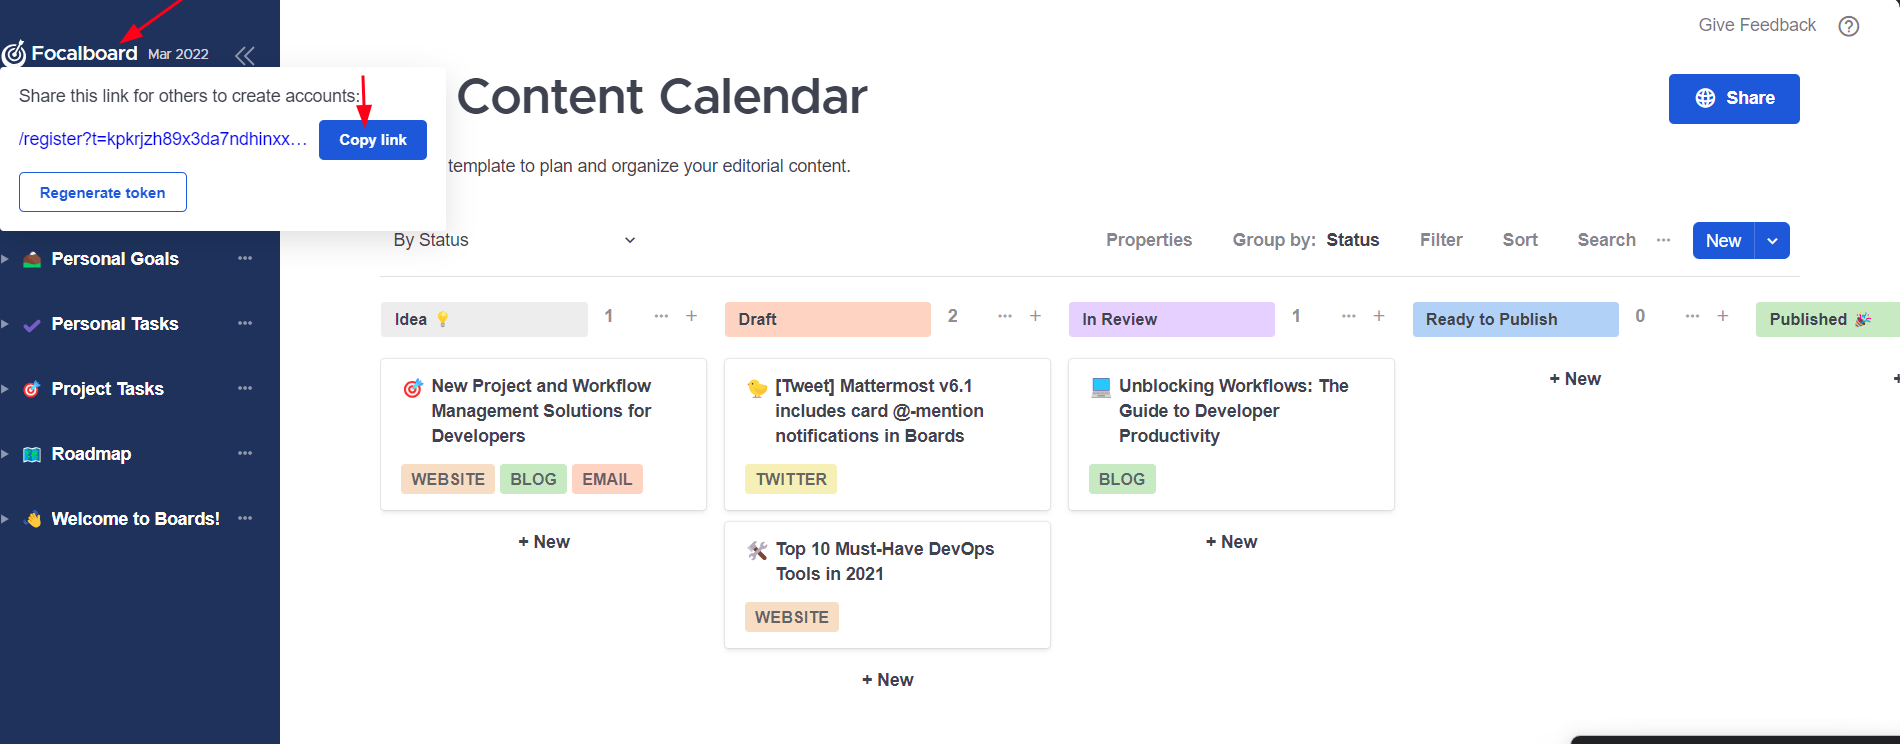 Give Feedback
Focalboard Mar 2022
Share this link for others to create accounts:
/register?t=kpkrjzh89x3da7ndhinxx...
Copy link
Regenerate token
Content Calendar
Share
template to plan and organize your editorial content.
By Status
Properties
Group by: Status
Filter
Sort
Search
New
Personal Goals
Personal Tasks
Project Tasks
Roadmap
Welcome to Boards!
Idea 💡 1
Draft 2
In Review 1
Ready to Publish 0
Published 🎉
New Project and Workflow
Management Solutions for
Developers
WEBSITE BLOG EMAIL
+ New
[Tweet] Mattermost v6.1
includes card @-mention
notifications in Boards
TWITTER
Top 10 Must-Have DevOps
Tools in 2021
WEBSITE
+ New
Unblocking Workflows: The
Guide to Developer
Productivity
BLOG
+ New
+ New